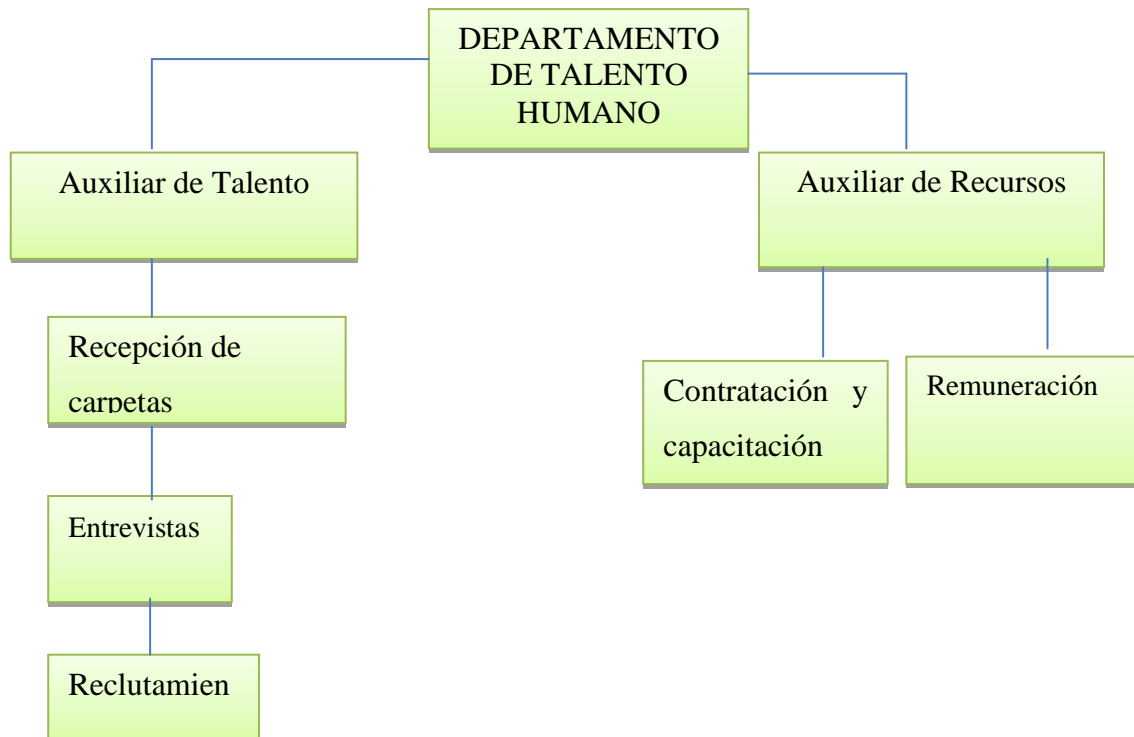 DEPARTAMENTO
DE TALENTO
HUMANO
Auxiliar de Talento
Auxiliar de Recursos
Recepción de
carpetas
Contratación y
capacitación
Remuneración
Entrevistas
Reclutamien